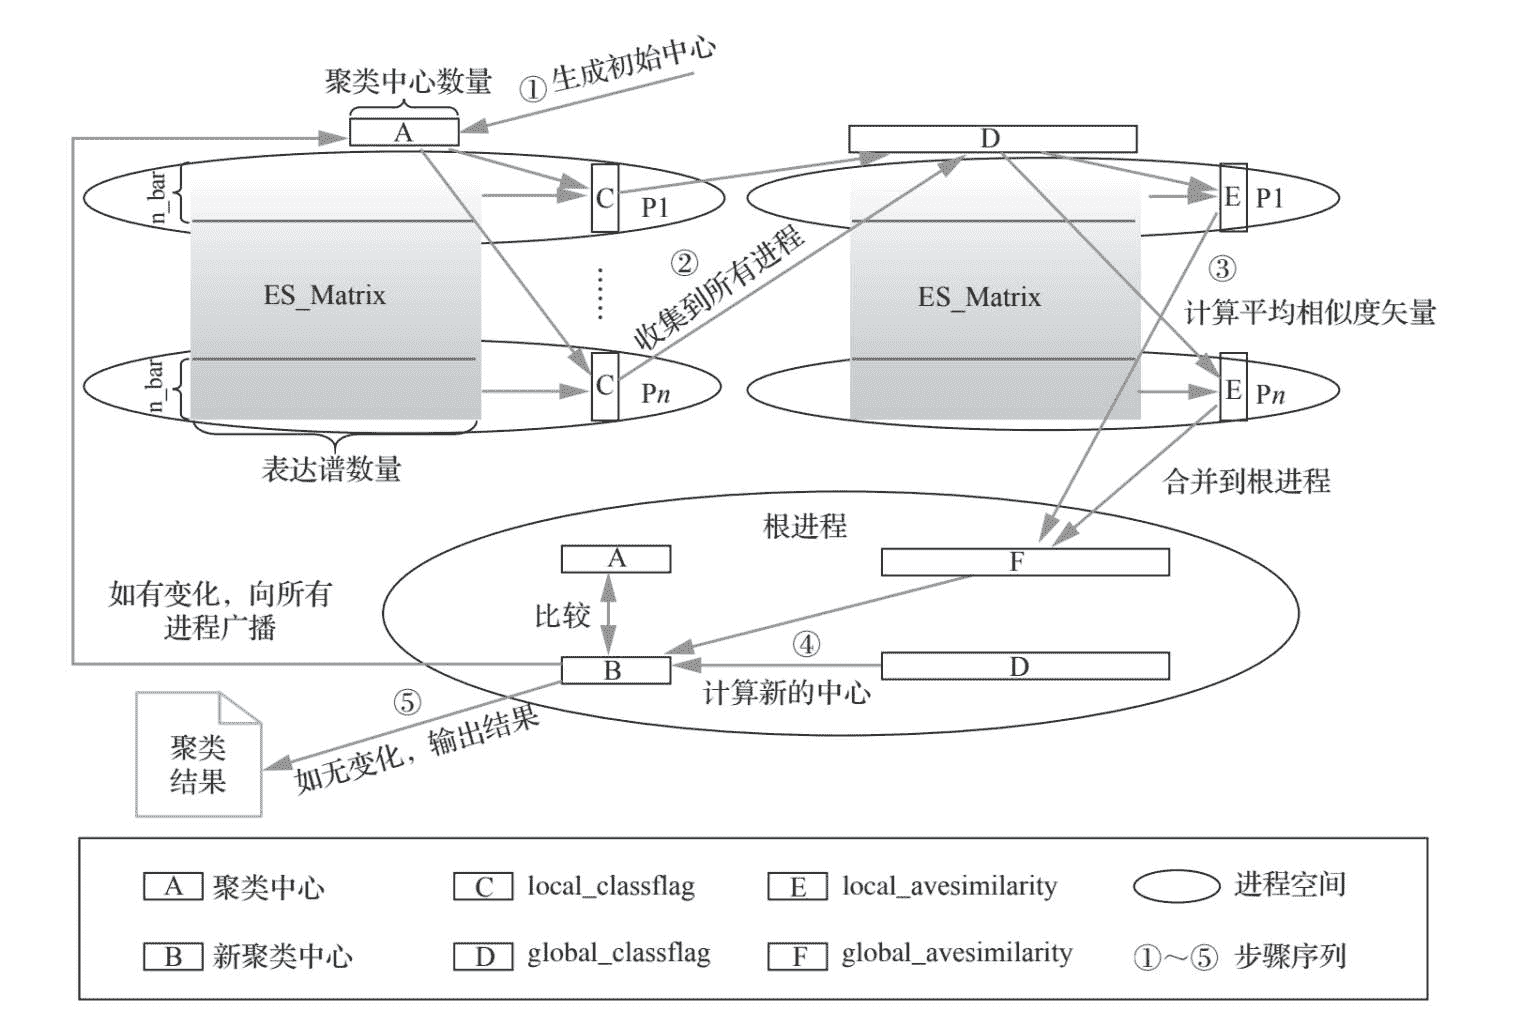 聚类中心数量
① 生成初始中心
A
n_bar
C
P1
ES_Matrix
②
收集到所有进程
n_bar
C
Pn
表达谱数量
D
E
P1
ES_Matrix
③
计算平均相似度矢量
E
Pn
合并到根进程
根进程
A
F
比较
如有变化，向所有
进程广播
④
B
D
计算新的中心
⑤
如无变化，输出结果
聚类
结果
A 聚类中心
C local_classflag
E local_avesimilarity
进程空间
B 新聚类中心
D global_classflag
F global_avesimilarity
①～⑤ 步骤序列